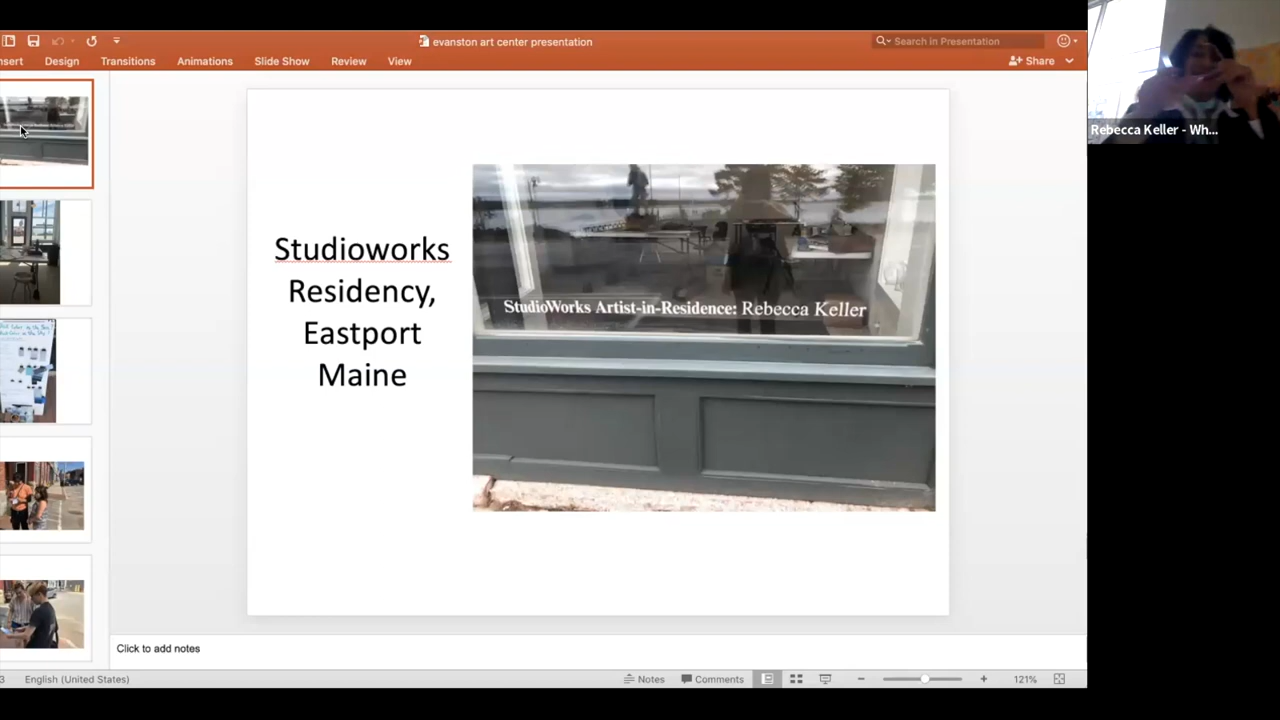 evanston art center presentation
Search in Presentation
nsert Design Transitions Animations Slide Show Review View
Share
Rebecca Keller - Wh...
Studioworks
Residency,
Eastport
Maine
StudioWorks Artist-in-Residence: Rebecca Keller
Click to add notes
3 English (United States)
Notes Comments 121%